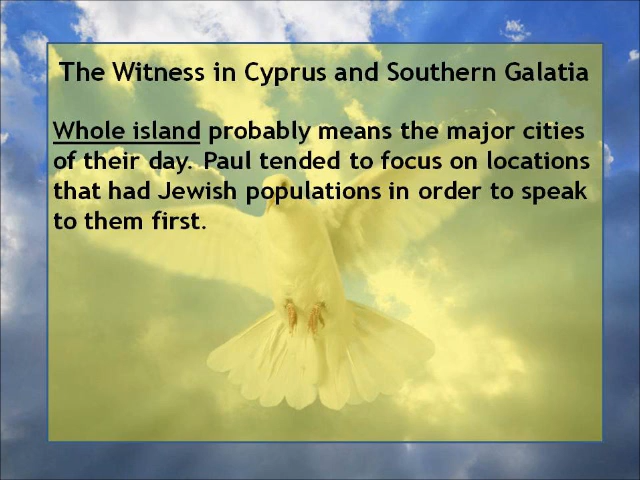 The Witness in Cyprus and Southern Galatia
Whole island probably means the major cities
of their day. Paul tended to focus on locations
that had Jewish populations in order to speak
to them first.